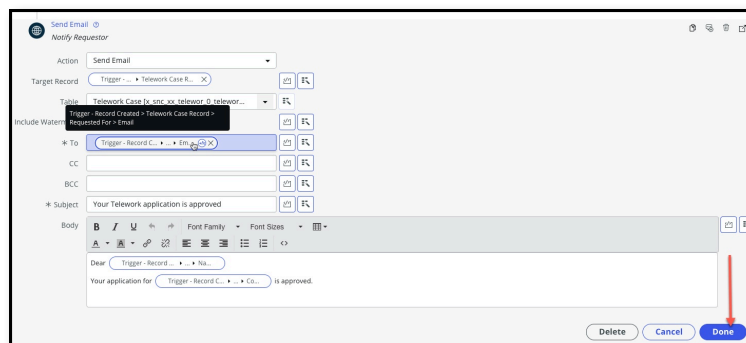 Send Email
Notify Requestor
Action
Send Email
Target Record
Trigger - ... ▸ Telework Case R... X
Table
Telework Case [x_snc_xx_telewor_0_telewor...
Trigger - Record Created > Telework Case Record >
Requested For > Email
Include Waterm
* To
Trigger - Record C... ▸ ... ▸ Em... X
CC
BCC
* Subject
Your Telework application is approved
Body
B I U Font Family Font Sizes
A A
Dear Trigger - Record ... ▸ ... ▸ Na...
Your application for Trigger - Record C... ▸ ... ▸ Co... is approved.
Delete Cancel Done